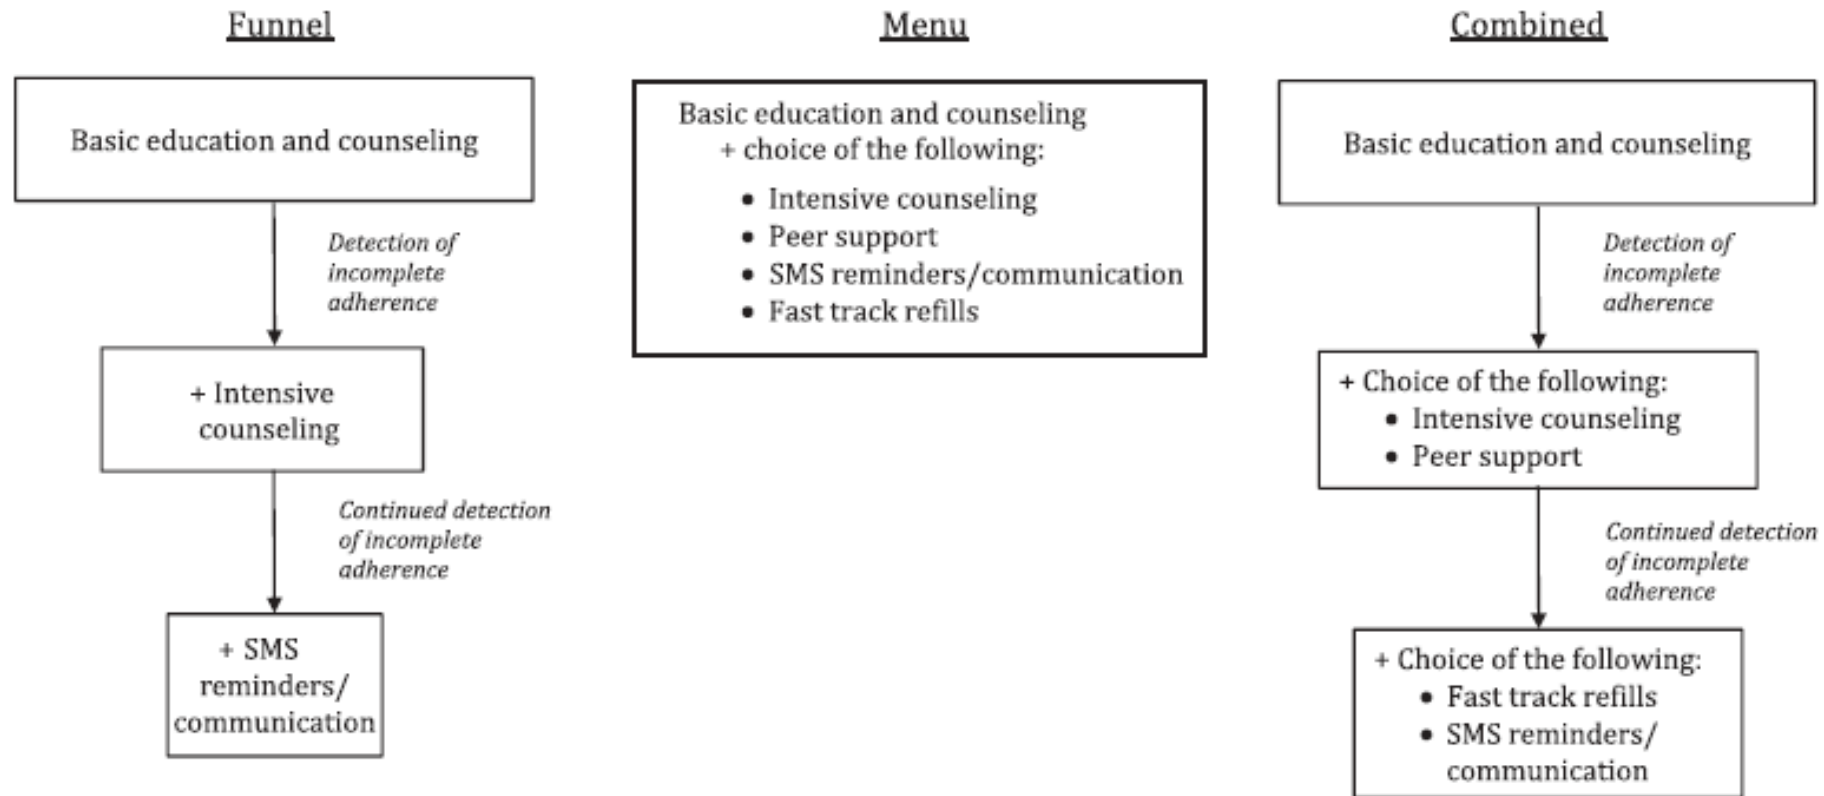 Funnel
Basic education and counseling
Detection of
incomplete
adherence
+ Intensive
counseling
Continued detection
of incomplete
adherence
+ SMS
reminders/
communication
Menu
Basic education and counseling
+ choice of the following:
• Intensive counseling
• Peer support
• SMS reminders/communication
• Fast track refills
Combined
Basic education and counseling
Detection of
incomplete
adherence
+ Choice of the following:
• Intensive counseling
• Peer support
Continued detection
of incomplete
adherence
+ Choice of the following:
• Fast track refills
• SMS reminders/
communication